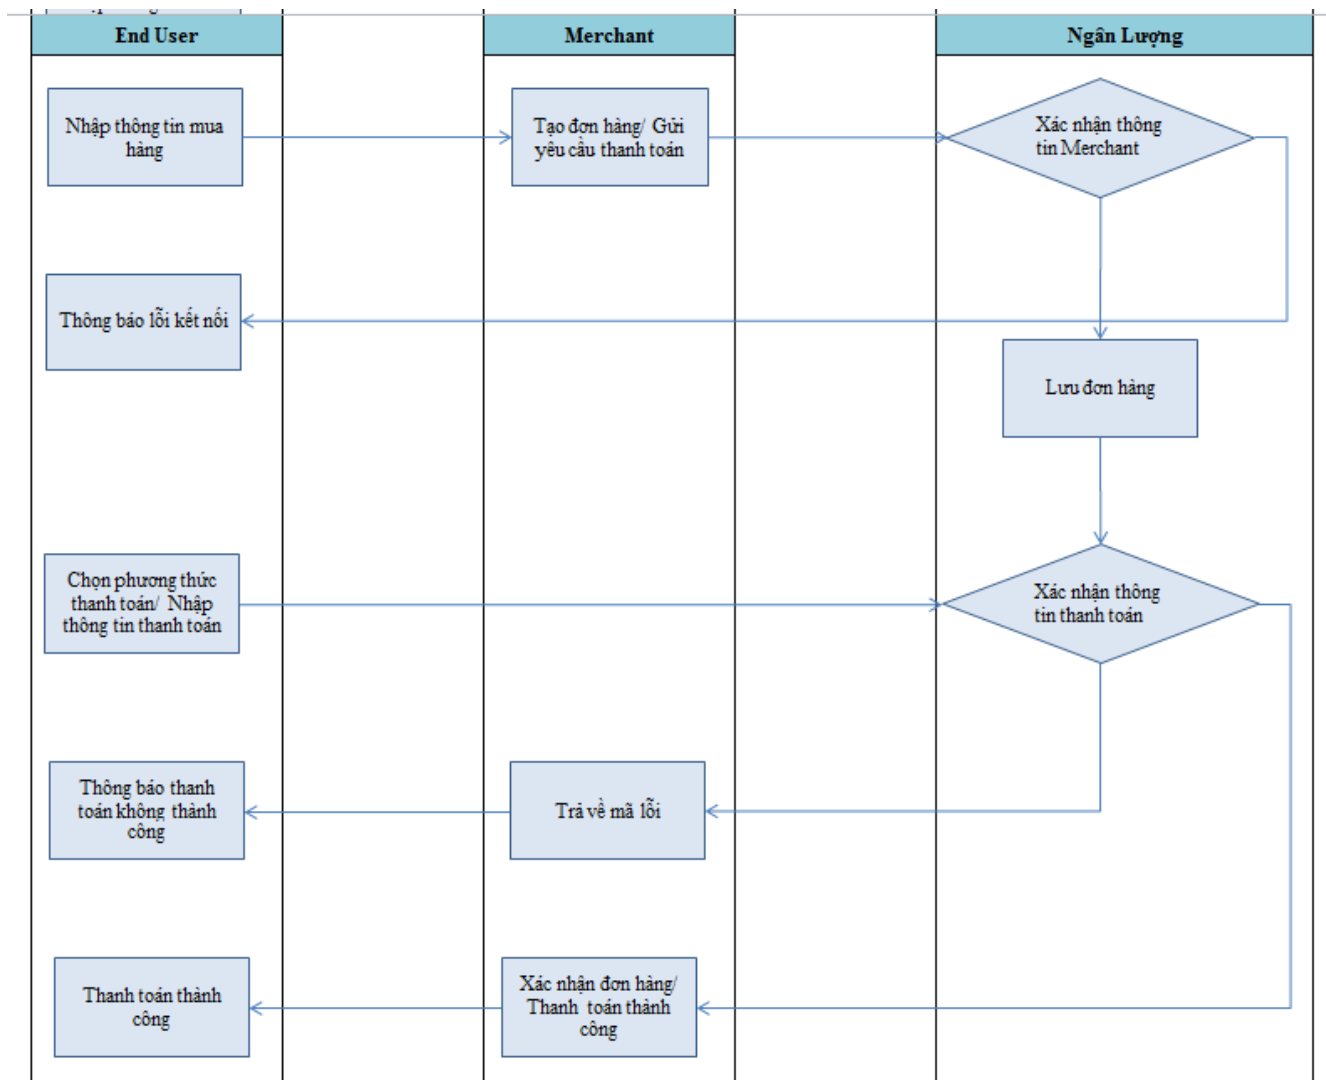 End User
Merchant
Ngân Lượng
Nhập thông tin mua
hàng
Tạo đơn hàng/ Gửi
yêu cầu thanh toán
Xác nhận thông
tin Merchant
Thông báo lỗi kết nối
Lưu đơn hàng
Chọn phương thức
thanh toán/ Nhập
thông tin thanh toán
Xác nhận thông
tin thanh toán
Thông báo thanh
toán không thành
công
Trả về mã lỗi
Thanh toán thành
công
Xác nhận đơn hàng/
Thanh toán thành
công